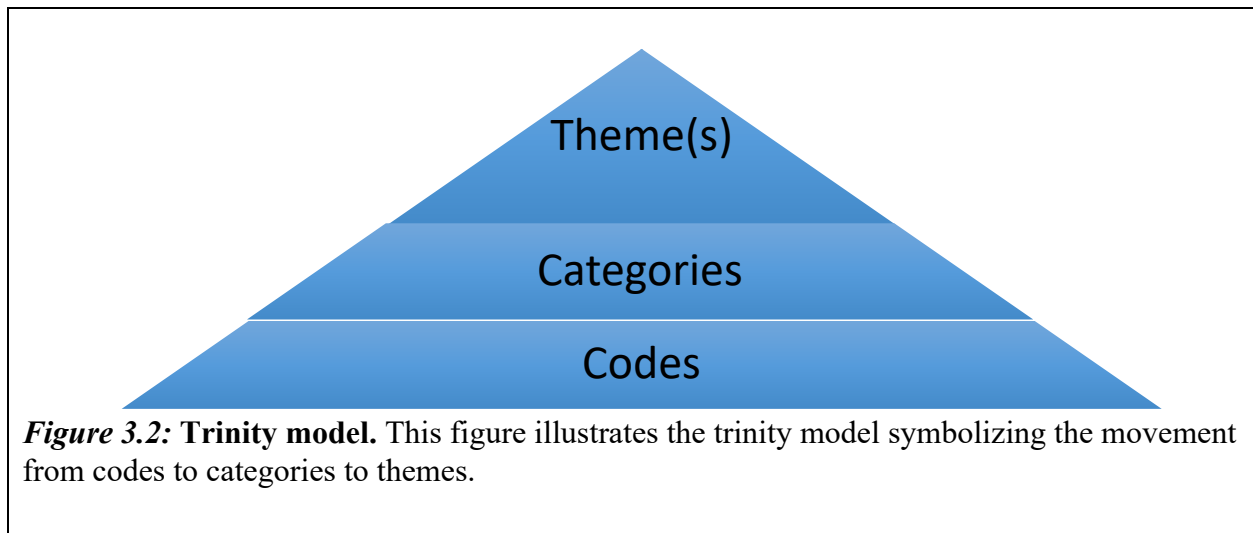 Theme(s)
Categories
Codes
Figure 3.2: Trinity model. This figure illustrates the trinity model symbolizing the movement
from codes to categories to themes.